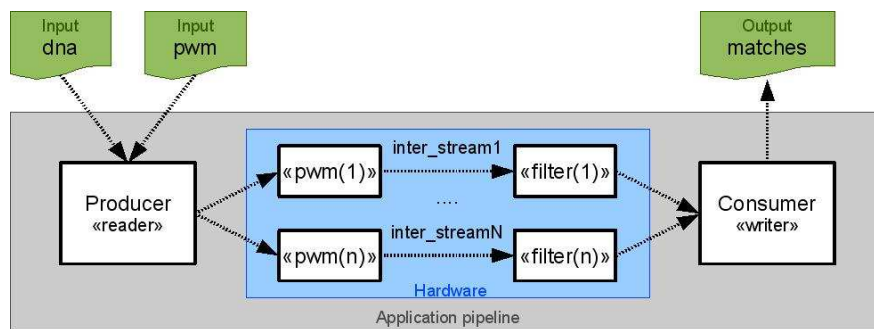 Input
dna
Input
pwm
Output
matches
Producer
«reader»
«pwm(1)»
inter_stream1
«filter(1)»
....
«pwm(n)»
inter_streamN
«filter(n)»
Consumer
«writer»
Hardware
Application pipeline